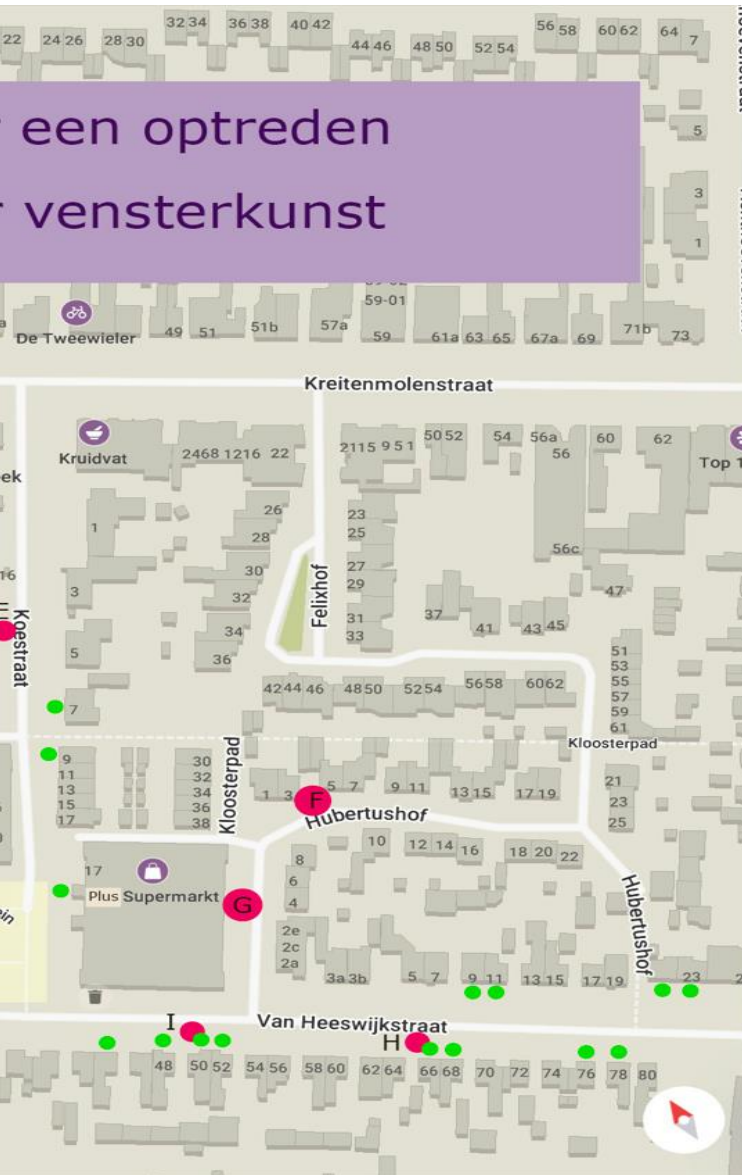 22 24 26 28 30 32 34 36 38 40 42 44 46 48 50 52 54 56 58 60 62 64 7
een optreden
5
vensterkunst
3
1
59-01
De Tweewieler 49 51 51b 57a 59 61a 63 65 67a 69 71b 73
Kreitenmolenstraat
Kruidvat 2468 1216 22 2115 9 5 1 50 52 54 56a 56 60 62 Top
26 28 30 32 34 36
23 25 27 29 31 33
56c
47
1
3
5
7
37 41 43 45
Koestraat
Felixhof
51
53
55
57
59
61
42 44 46 48 50 52 54 56 58 60 62
Kloosterpad
Kloosterpad
9
11
13
15
17
30
32
34
36
38
1 3 F 5 7 9 11 13 15 17 19
21
23
25
Hubertushof
10 12 14 16 18 20 22
8
6
4
17
Plus Supermarkt
G
Hubertushof
2e
2c
2a
3a 3b 5 7 9 11 13 15 17 19 23
I
Van Heeswijkstraat
H
48 50 52 54 56 58 60 62 64 66 68 70 72 74 76 78 80